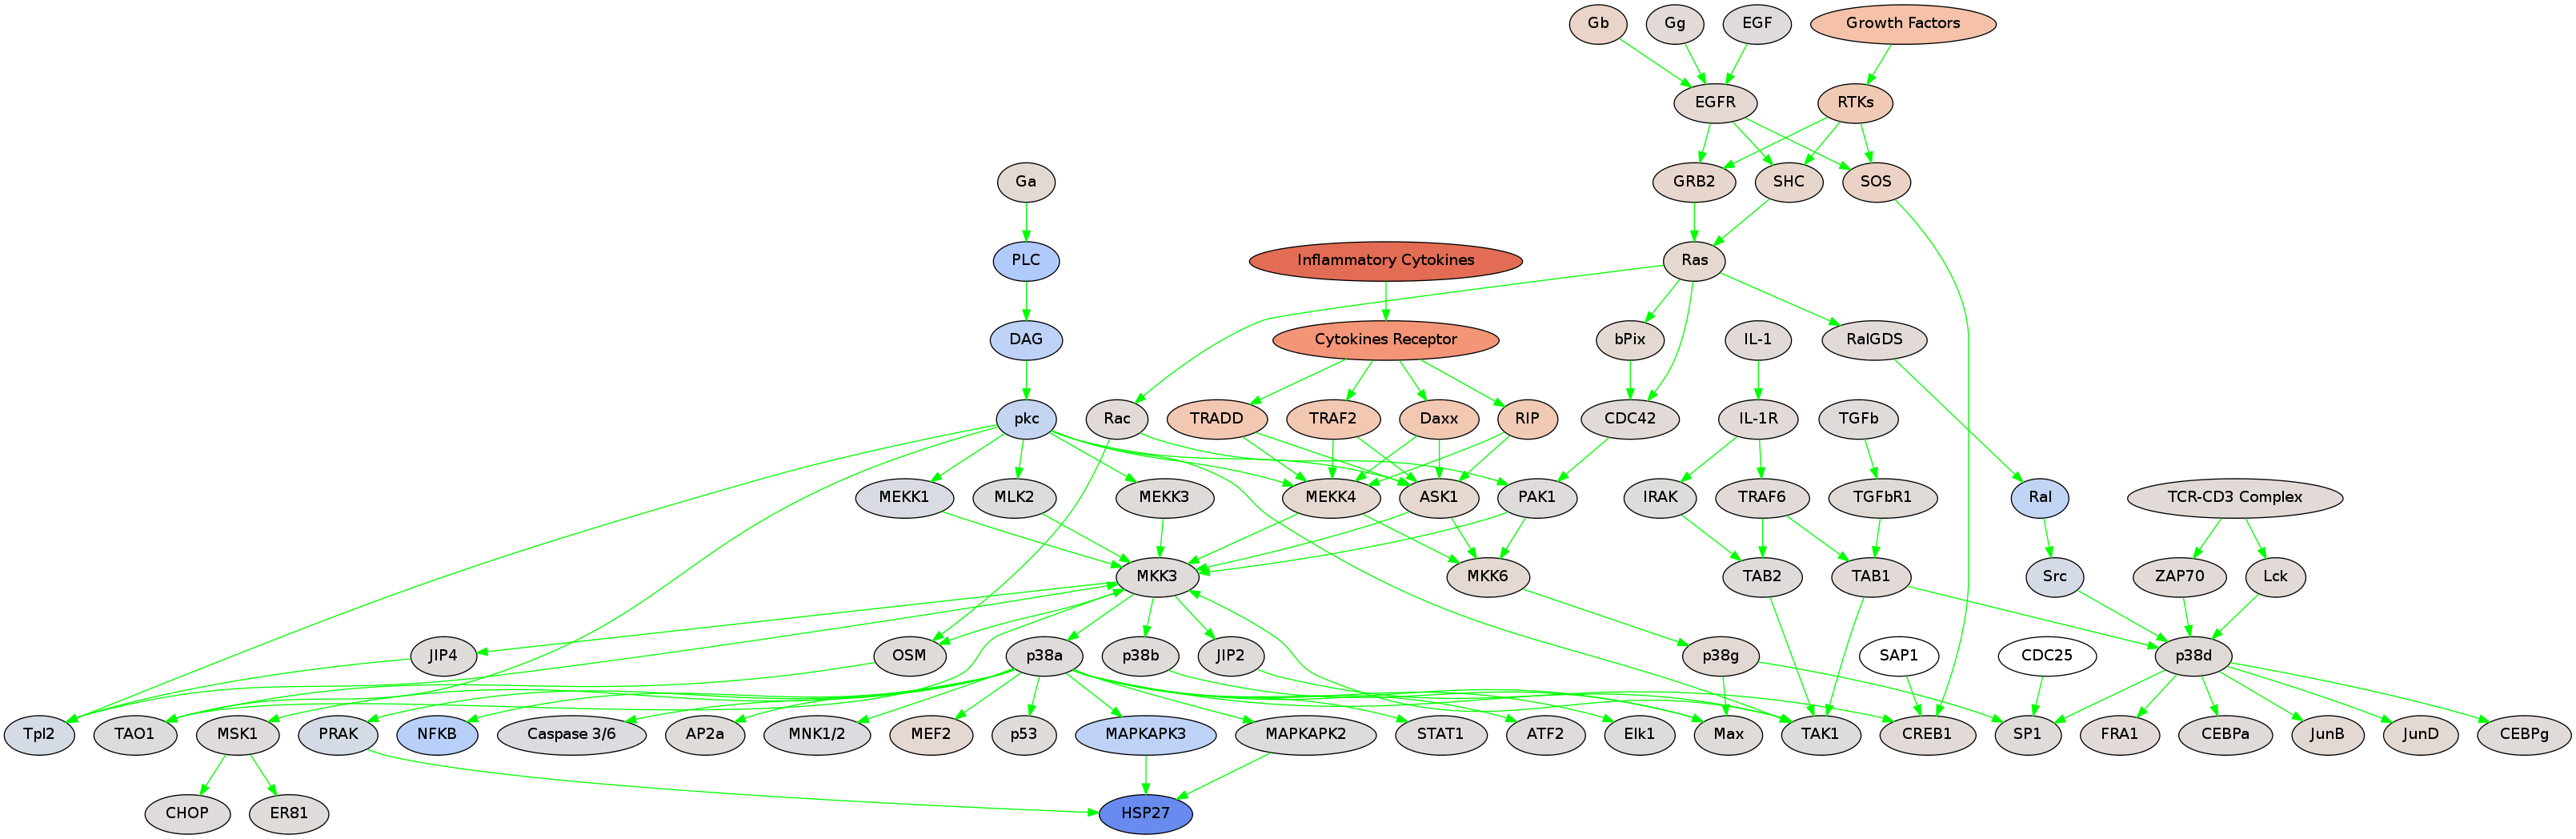 Gb
Gg
EGF
Growth Factors
EGFR
RTKs
Ga
GRB2
SHC
SOS
PLC
Inflammatory Cytokines
Ras
DAG
Cytokines Receptor
bPix
IL-1
RalGDS
pkc
Rac
TRADD
TRAF2
Daxx
RIP
CDC42
IL-1R
TGFb
MEKK1
MLK2
MEKK3
MEKK4
ASK1
PAK1
IRAK
TRAF6
TGFbR1
Ral
TCR-CD3 Complex
MKK3
MKK6
TAB2
TAB1
Src
ZAP70
Lck
JIP4
OSM
p38a
p38b
JIP2
p38g
SAP1
CDC25
p38d
Tpl2
TAO1
MSK1
PRAK
NFKB
Caspase 3/6
AP2a
MNK1/2
MEF2
p53
MAPKAPK3
MAPKAPK2
STAT1
ATF2
Elk1
Max
TAK1
CREB1
SP1
FRA1
CEBPa
JunB
JunD
CEBPg
CHOP
ER81
HSP27